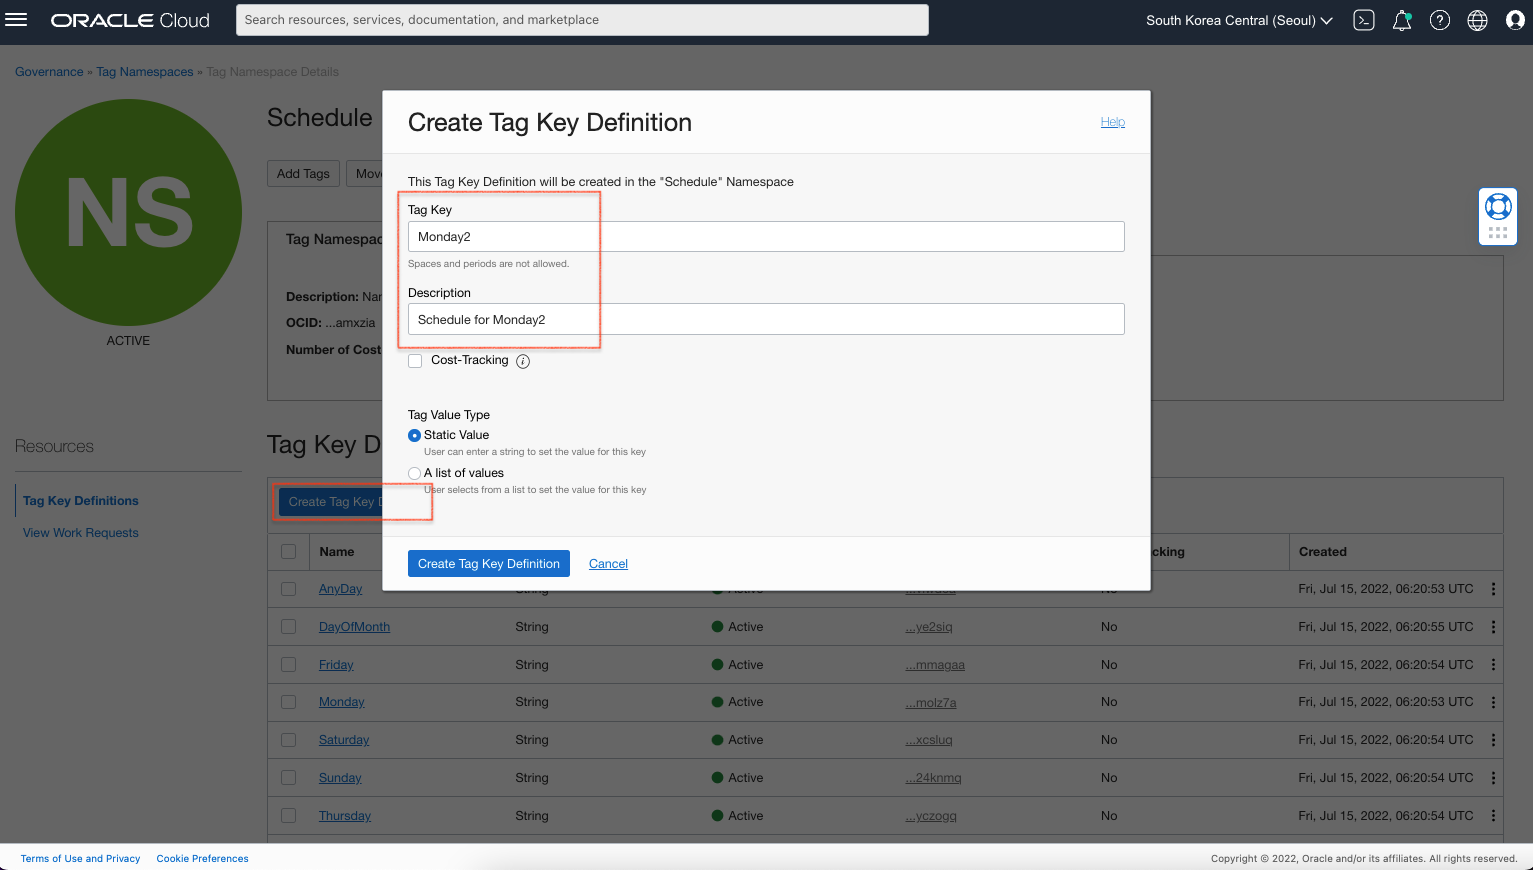 ORACLE Cloud
Search resources, services, documentation, and marketplace
South Korea Central (Seoul)
Governance » Tag Namespaces » Tag Namespace Details
NS
ACTIVE
Schedule
Add Tags
Tag
Description:
OCID: ...amxzia
Number of Cost
Create Tag Key Definition
Help
This Tag Key Definition will be created in the "Schedule" Namespace
Tag Key
Monday2
Spaces and periods are not allowed.
Description
Schedule for Monday2
Cost-Tracking
Tag Value Type
Static Value
User can enter a string to set the value for this key
A list of values
User selects from a list to set the value for this key
Create Tag Key Definition
Cancel
Resources
Tag Key Definitions
View Work Requests
Tag Key
Create Tag Key
Name
Created
AnyDay Fri, Jul 15, 2022, 06:20:53 UTC
DayOfMonth String Active ...ye2siq No Fri, Jul 15, 2022, 06:20:55 UTC
Friday String Active ...mmagaa No Fri, Jul 15, 2022, 06:20:54 UTC
Monday String Active ...molz7a No Fri, Jul 15, 2022, 06:20:53 UTC
Saturday String Active ...xcsluq No Fri, Jul 15, 2022, 06:20:54 UTC
Sunday String Active ...24knmq No Fri, Jul 15, 2022, 06:20:54 UTC
Thursday String Active ...yczogq No Fri, Jul 15, 2022, 06:20:54 UTC
Terms of Use and Privacy Cookie Preferences
Copyright © 2022, Oracle and/or its affiliates. All rights reserved.